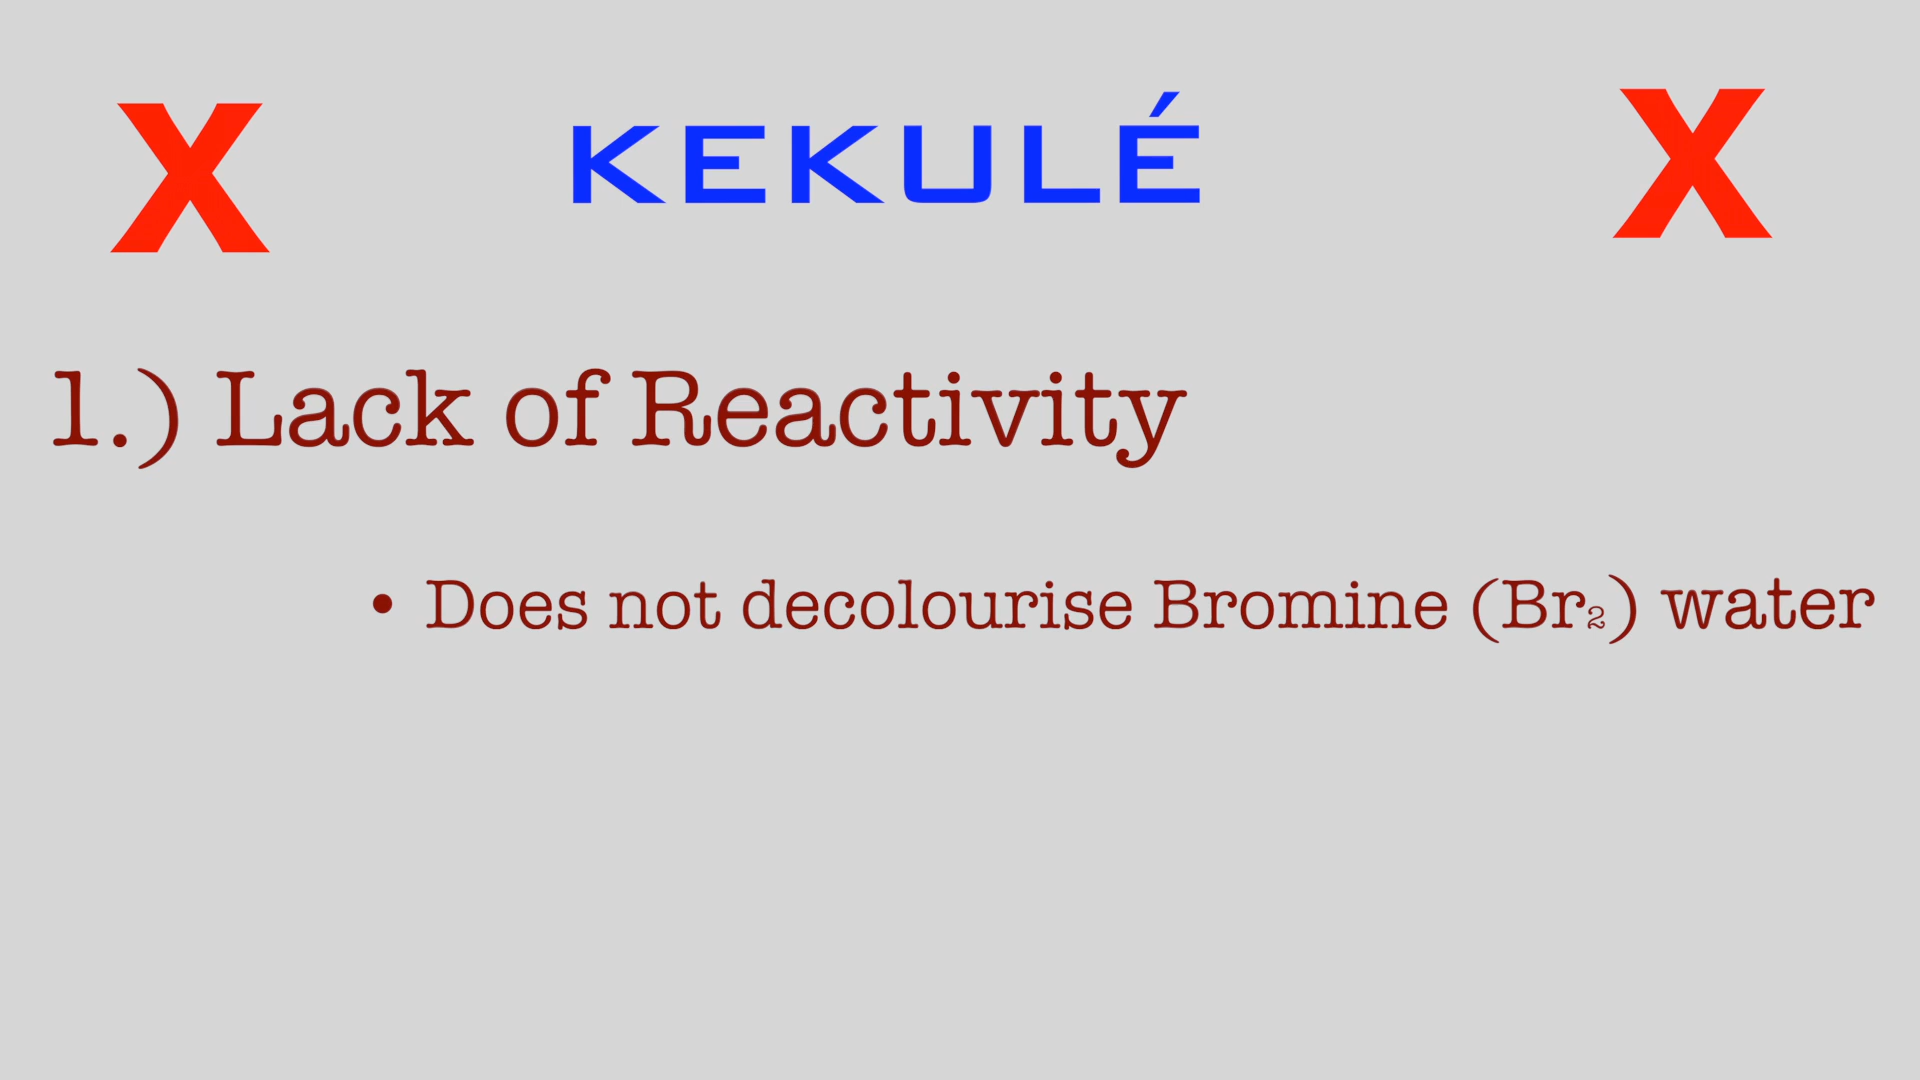 X KEKULÉ X
1.) Lack of Reactivity
• Does not decolourise Bromine (Br₂) water